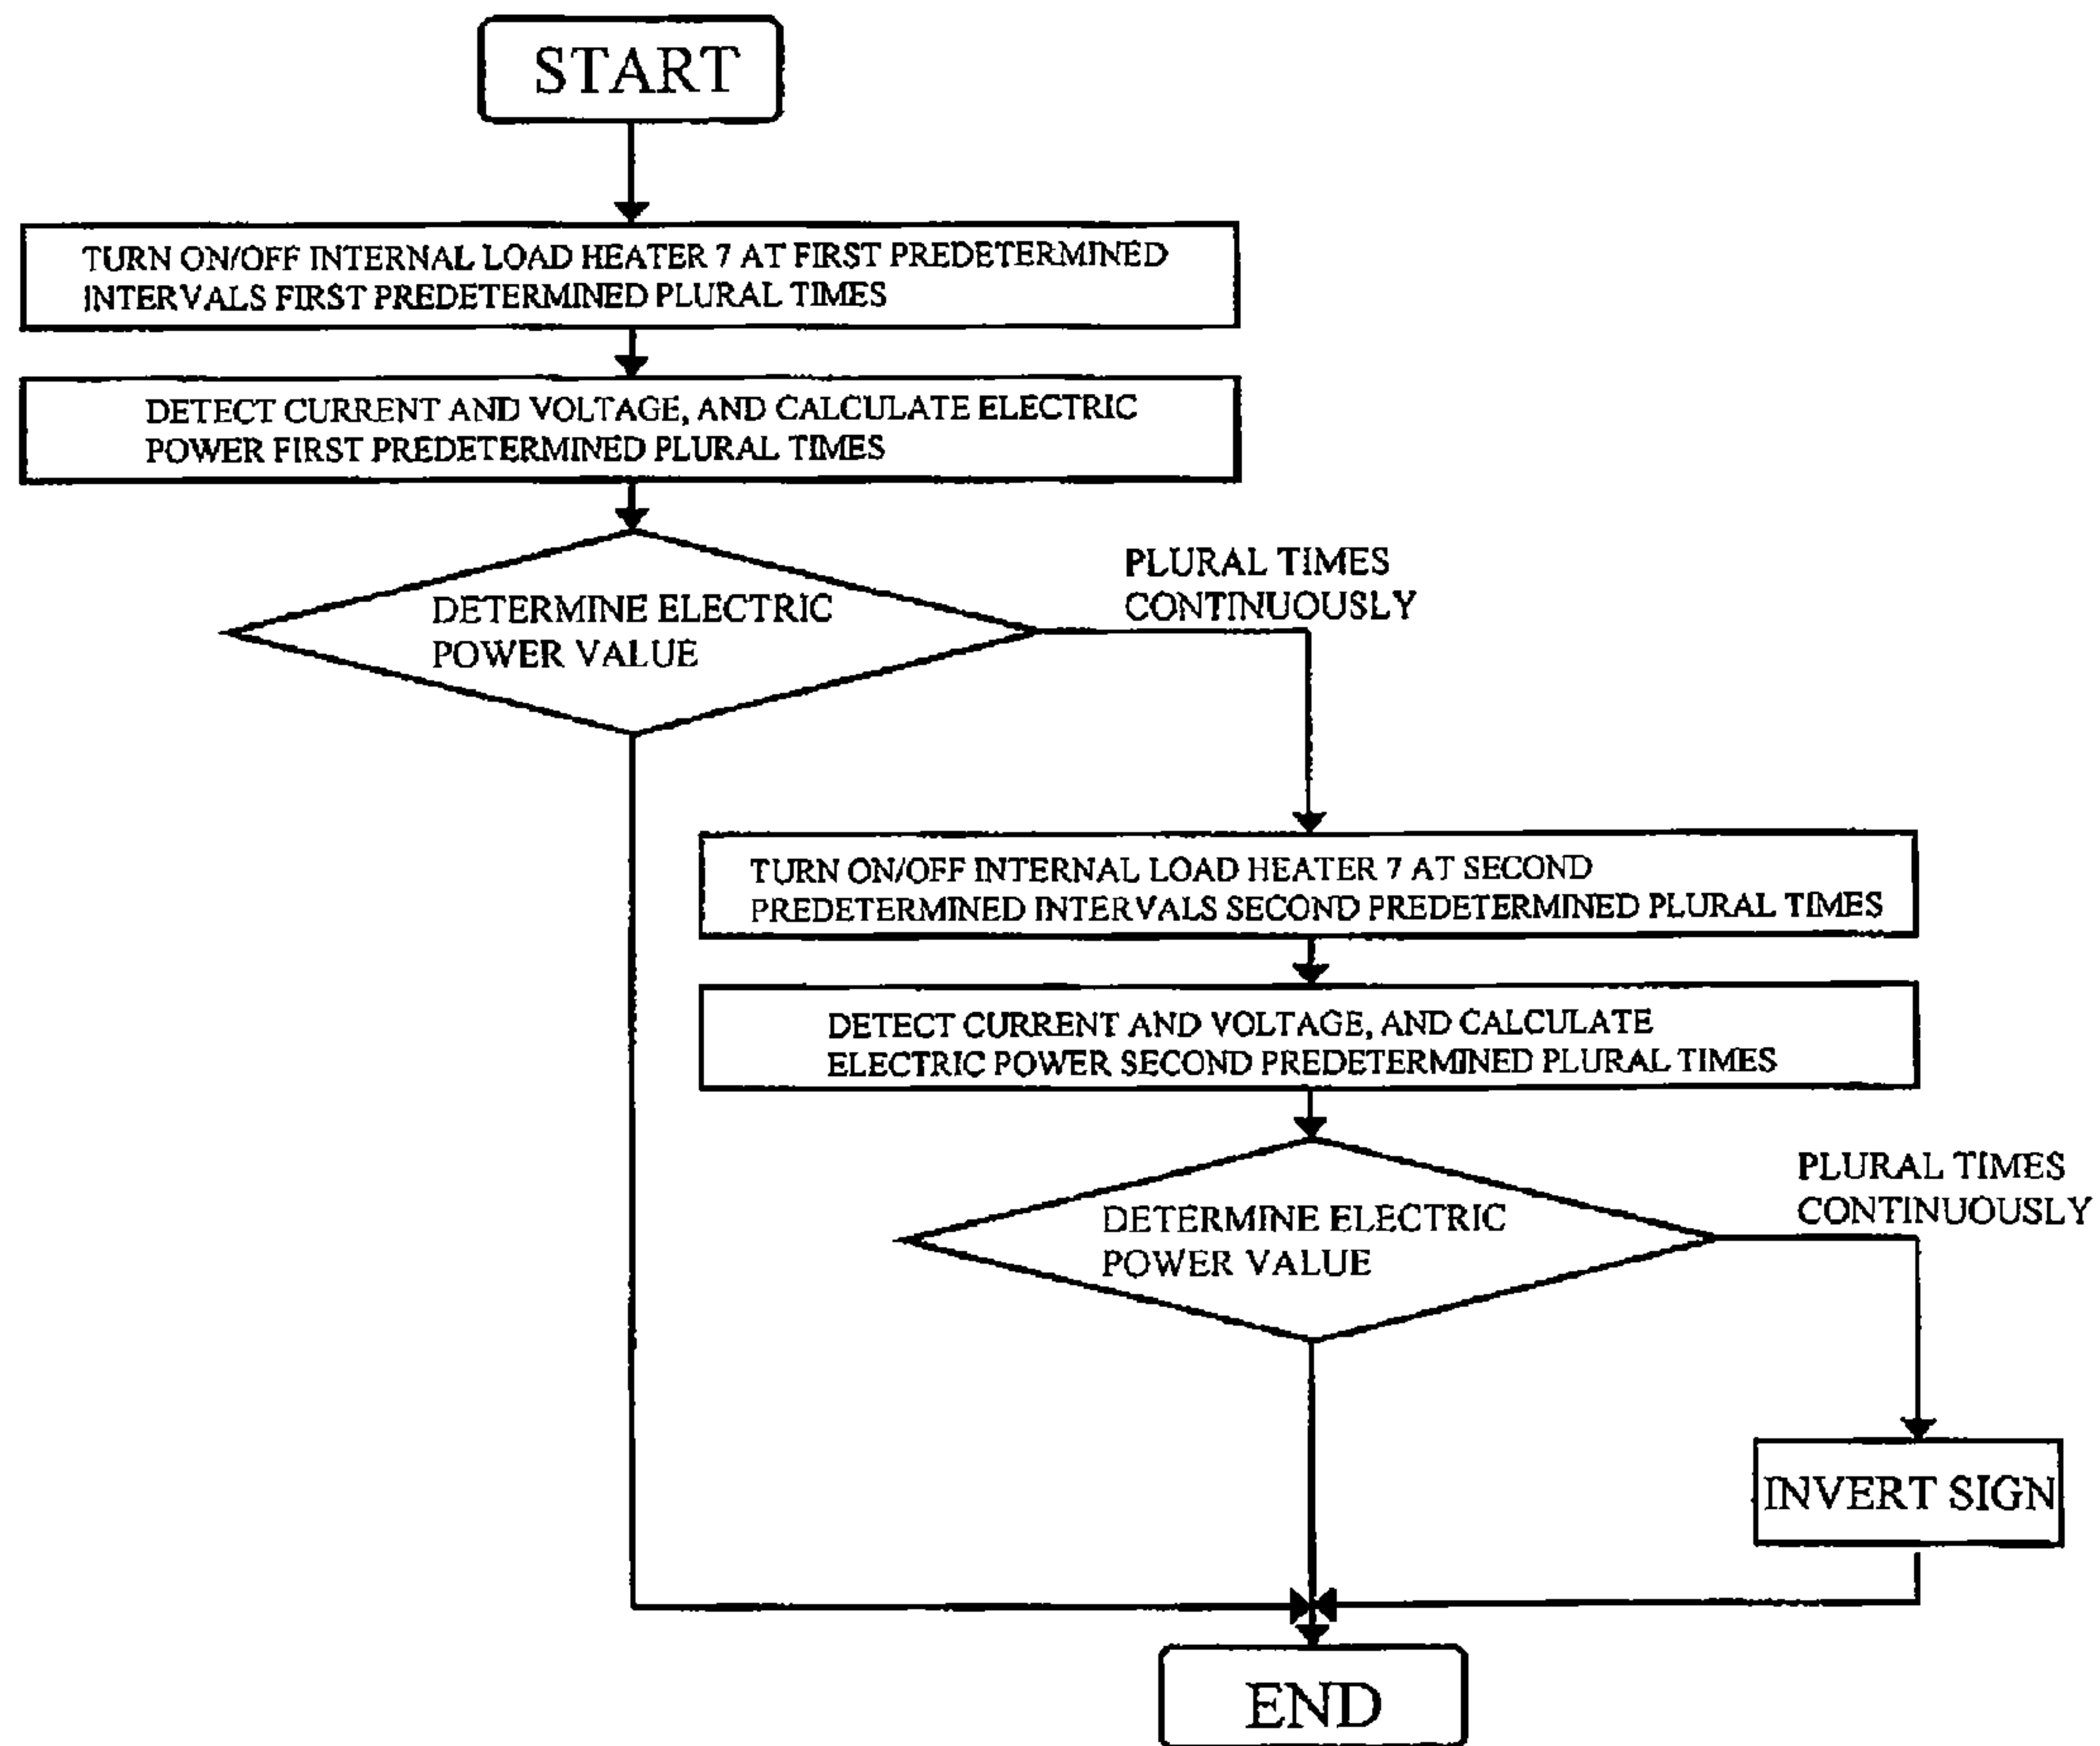 START
TURN ON/OFF INTERNAL LOAD HEATER 7 AT FIRST PREDETERMINED
INTERVALS FIRST PREDETERMINED PLURAL TIMES
DETECT CURRENT AND VOLTAGE, AND CALCULATE ELECTRIC
POWER FIRST PREDETERMINED PLURAL TIMES
DETERMINE ELECTRIC
POWER VALUE
PLURAL TIMES
CONTINUOUSLY
TURN ON/OFF INTERNAL LOAD HEATER 7 AT SECOND
PREDETERMINED INTERVALS SECOND PREDETERMINED PLURAL TIMES
DETECT CURRENT AND VOLTAGE, AND CALCULATE
ELECTRIC POWER SECOND PREDETERMINED PLURAL TIMES
DETERMINE ELECTRIC
POWER VALUE
PLURAL TIMES
CONTINUOUSLY
INVERT SIGN
END